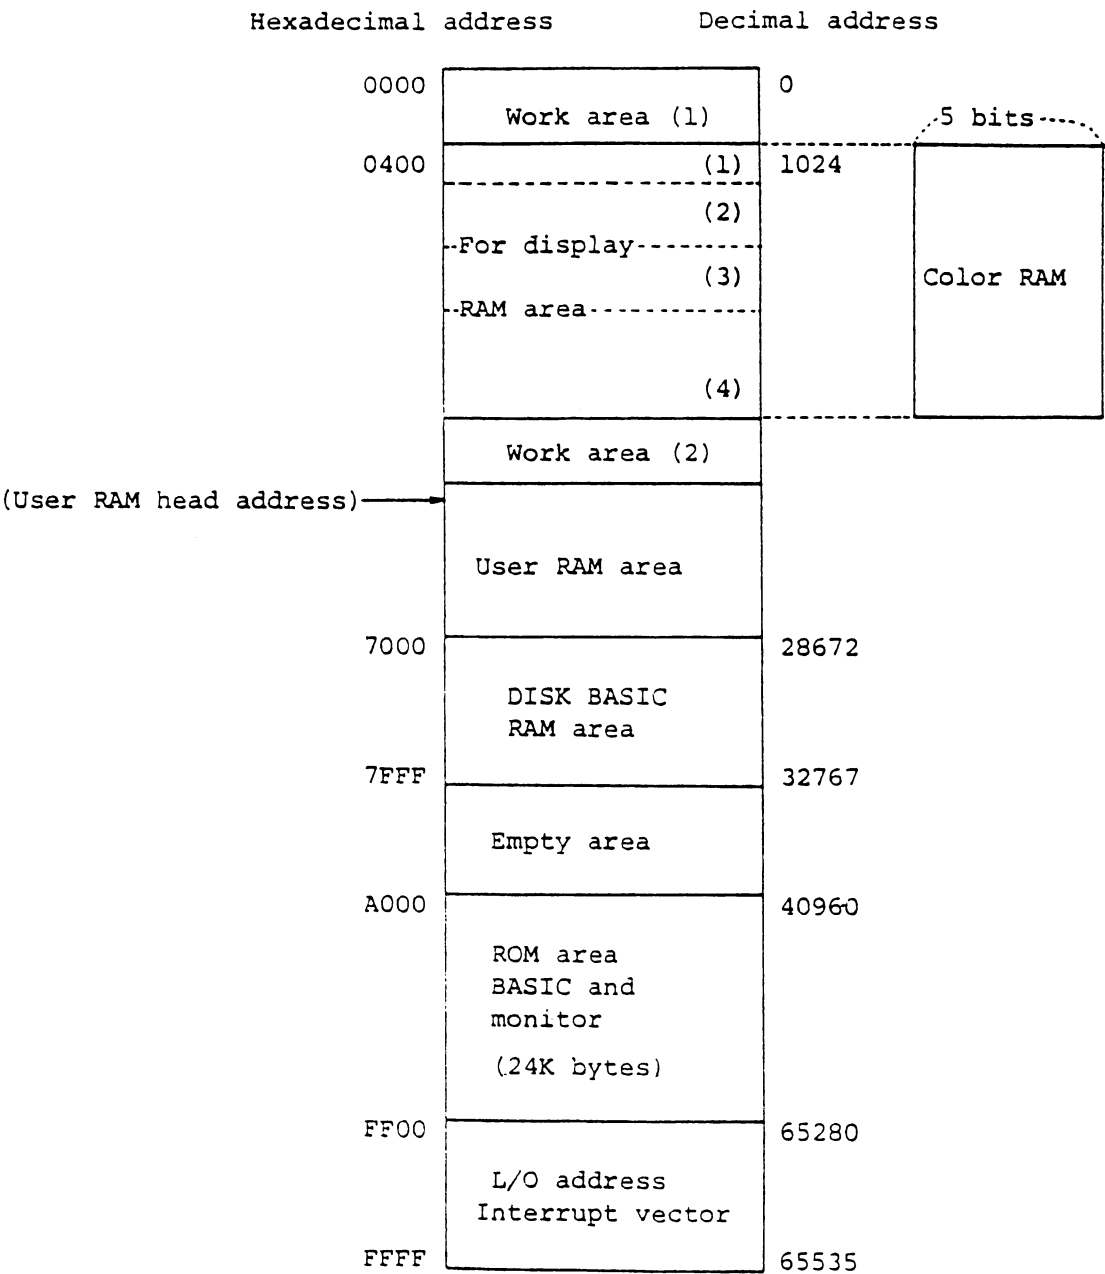 Hexadecimal address Decimal address
0000 0
Work area (1)
5 bits
0400 (1) 1024
(2)
For display
(3)
Color RAM
RAM area
(4)
Work area (2)
(User RAM head address)
User RAM area
7000 28672
DISK BASIC
RAM area
7FFF 32767
Empty area
A000 40960
ROM area
BASIC and
monitor
(24K bytes)
FF00 65280
L/O address
Interrupt vector
FFFF 65535